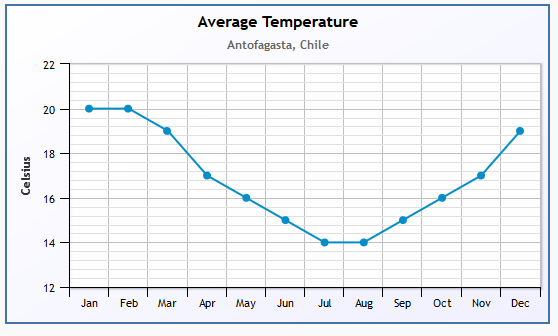 Average Temperature
Antofagasta, Chile
Celsius
22
20
18
16
14
12
Jan Feb Mar Apr May Jun Jul Aug Sep Oct Nov Dec